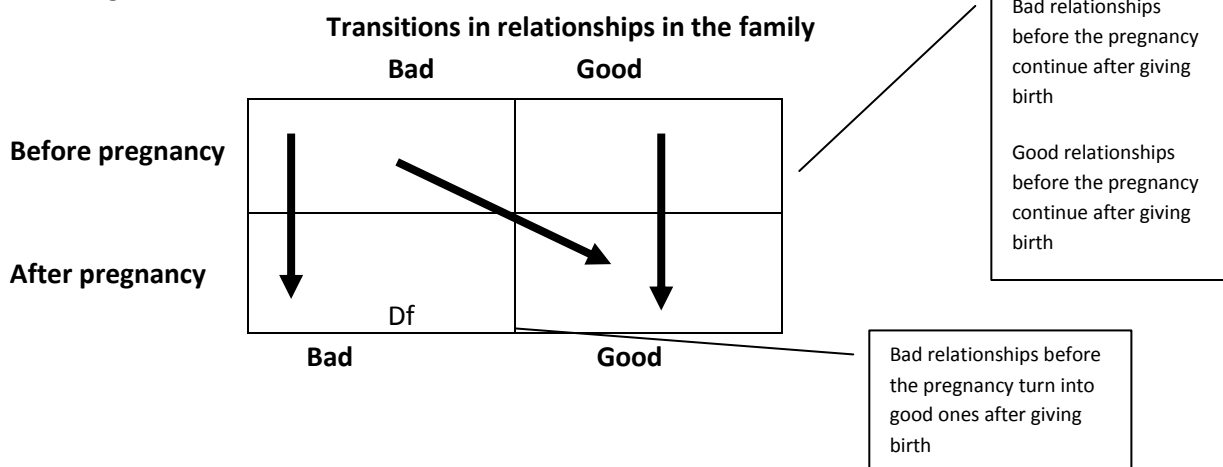 Transitions in relationships in the family
Bad Good
Before pregnancy
After pregnancy
Df
Bad Good
Bad relationships
before the pregnancy
continue after giving
birth
Good relationships
before the pregnancy
continue after giving
birth
Bad relationships before
the pregnancy turn into
good ones after giving
birth